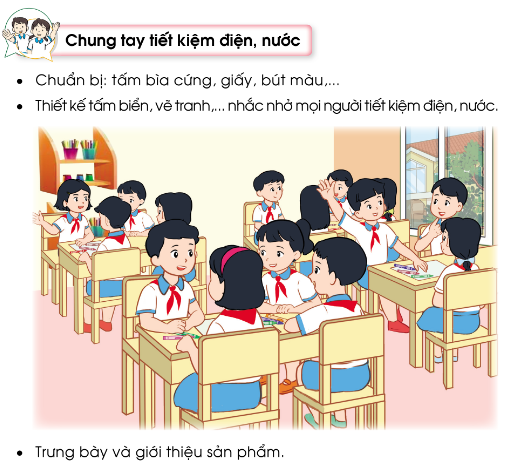 Chung tay tiết kiệm điện, nước
• Chuẩn bị: tấm bìa cứng, giấy, bút màu,...
• Thiết kế tấm biển, vẽ tranh,... nhắc nhở mọi người tiết kiệm điện, nước.
• Trưng bày và giới thiệu sản phẩm.